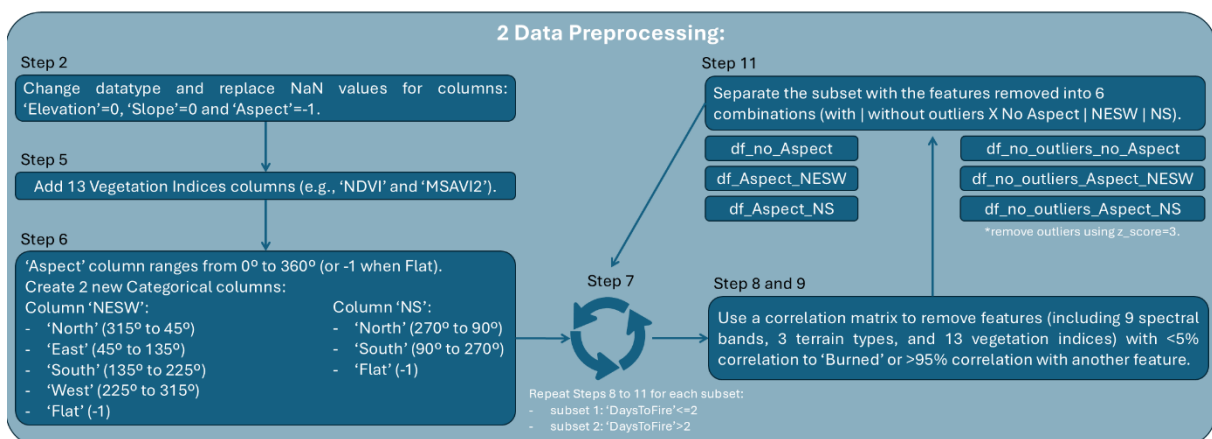 2 Data Preprocessing:
Step 2
Change datatype and replace NaN values for columns:
‘Elevation’=0, ‘Slope’=0 and ‘Aspect’=-1.
Step 5
Add 13 Vegetation Indices columns (e.g., ‘NDVI’ and ‘MSAVI2’).
Step 6
‘Aspect’ column ranges from 0º to 360º (or -1 when Flat).
Create 2 new Categorical columns:
Column ‘NESW’:
- ‘North’ (315º to 45º)
- ‘East’ (45º to 135º)
- ‘South’ (135º to 225º)
- ‘West’ (225º to 315º)
- ‘Flat’ (-1)
Column ‘NS’:
- ‘North’ (270º to 90º)
- ‘South’ (90º to 270º)
- ‘Flat’ (-1)
Step 7
Repeat Steps 8 to 11 for each subset:
- subset 1: ‘DaysToFire’<=2
- subset 2: ‘DaysToFire’>2
Step 8 and 9
Use a correlation matrix to remove features (including 9 spectral
bands, 3 terrain types, and 13 vegetation indices) with <5%
correlation to ‘Burned’ or >95% correlation with another feature.
Step 11
Separate the subset with the features removed into 6
combinations (with | without outliers X No Aspect | NESW | NS).
df_no_Aspect
df_Aspect_NESW
df_Aspect_NS
df_no_outliers_no_Aspect
df_no_outliers_Aspect_NESW
df_no_outliers_Aspect_NS
*remove outliers using z_score=3.